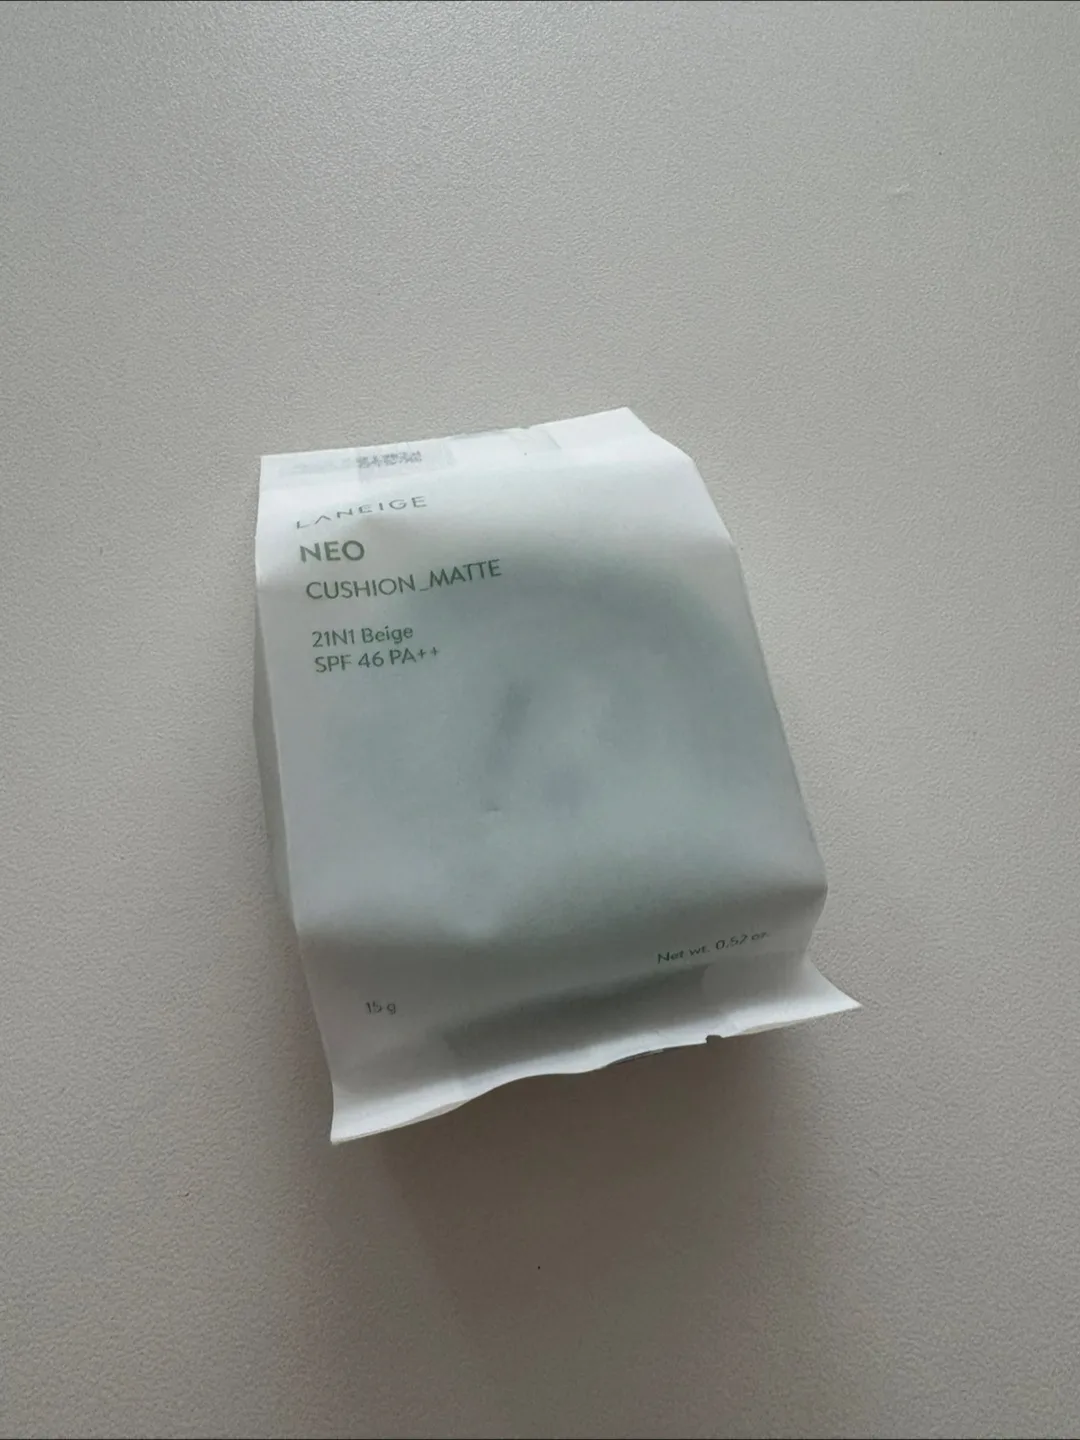 LANEIGE
NEO
CUSHION_MATTE
21N1 Beige
SPF 46 PA++
15 g
Net wt. 0.52 oz.